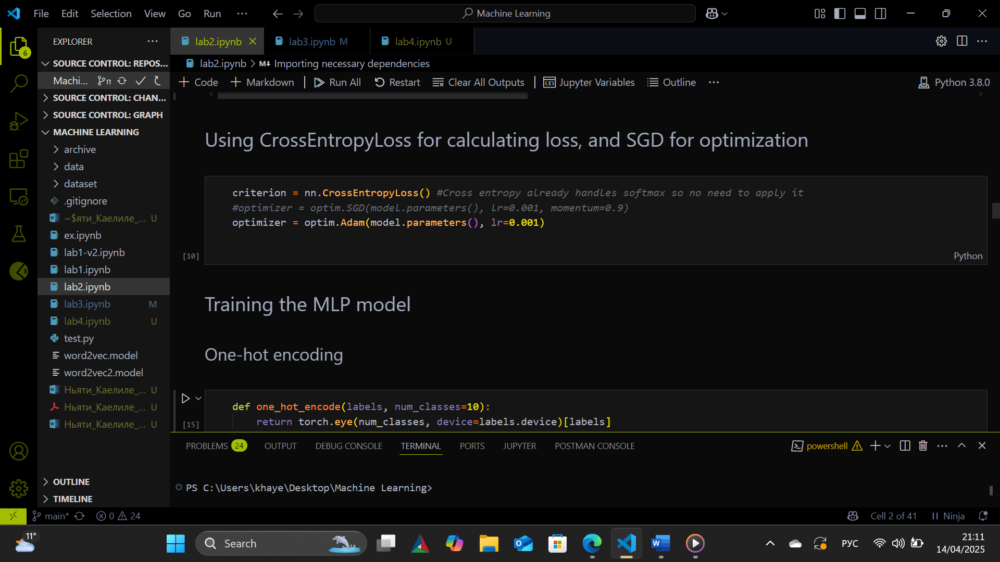 File Edit Selection View Go Run ··· Machine Learning
EXPLORER
6
SOURCE CONTROL: REPOS...
Machi...
SOURCE CONTROL: CHAN...
SOURCE CONTROL: GRAPH
MACHINE LEARNING
archive
data
dataset
.gitignore
~$яти_Каелиле_... U
ex.ipynb
lab1-v2.ipynb
lab1.ipynb
lab2.ipynb
lab3.ipynb M
lab4.ipynb U
test.py
word2vec.model
word2vec2.model
Ньяти_Каелиле_... U
Ньяти_Каелиле_... U
Ньяти_Каелиле_... U
OUTLINE
TIMELINE
lab2.ipynb lab3.ipynb M lab4.ipynb U
lab2.ipynb > M↓ Importing necessary dependencies
+ Code + Markdown Run All Restart Clear All Outputs Jupyter Variables Outline ··· Python 3.8.0
Using CrossEntropyLoss for calculating loss, and SGD for optimization
criterion = nn.CrossEntropyLoss() #Cross entropy already handles softmax so no need to apply it
#optimizer = optim.SGD(model.parameters(), lr=0.001, momentum=0.9)
optimizer = optim.Adam(model.parameters(), lr=0.001)
[10] Python
Training the MLP model
One-hot encoding
def one_hot_encode(labels, num_classes=10):
return torch.eye(num_classes, device=labels.device)[labels]
[15]
PROBLEMS 24 OUTPUT DEBUG CONSOLE TERMINAL PORTS JUPYTER POSTMAN CONSOLE powershell
PS C:\Users\khaye\Desktop\Machine Learning>
main* 0 24 Cell 2 of 41 Ninja
11° Search РУС 21:11
14/04/2025